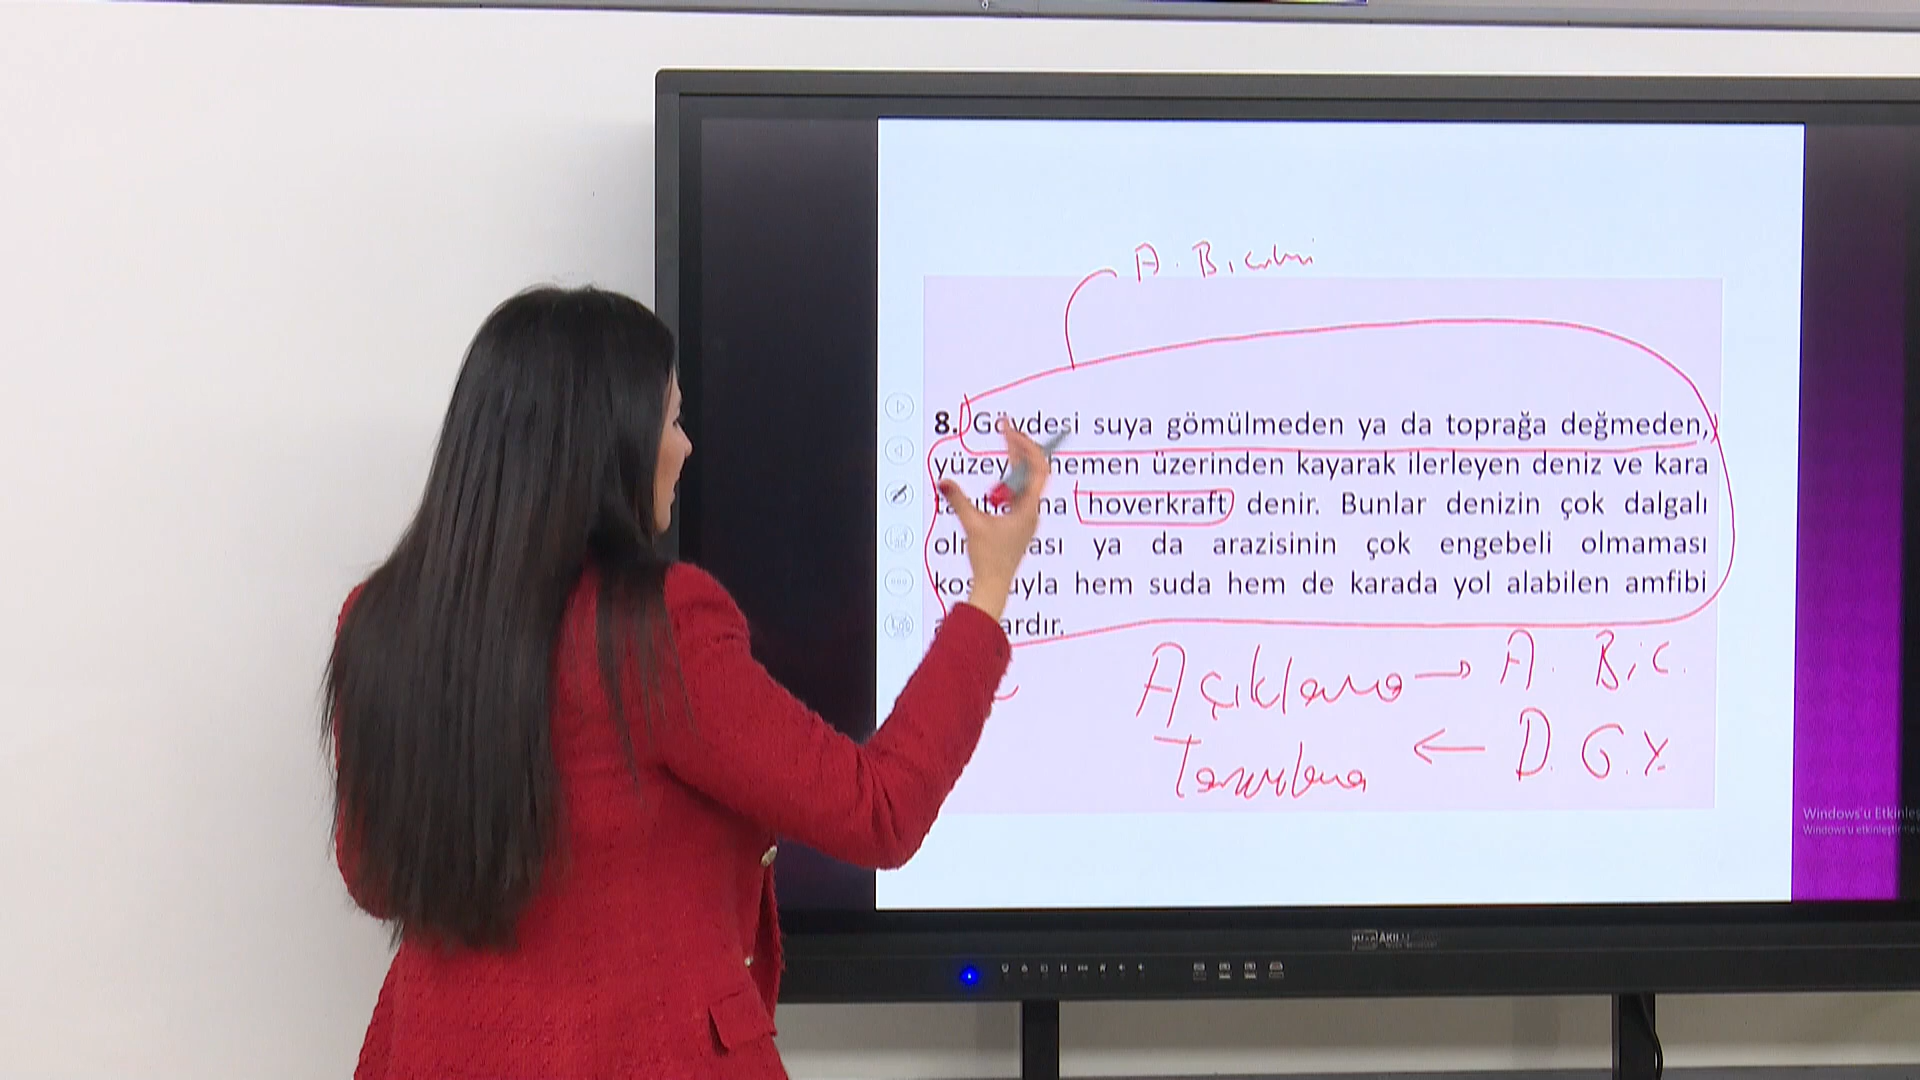 A. Biçimi
8. Gövdesi suya gömülmeden ya da toprağa değmeden,
hemen üzerinden kayarak ilerleyen deniz ve kara
hoverkraft denir. Bunlar denizin çok dalgalı
ya da arazisinin çok engebeli olmaması
hem suda hem de karada yol alabilen amfibi
Açıklama → A. Biç.
Tanımlama ← D. G. Y.
Windows'u Etkinleş